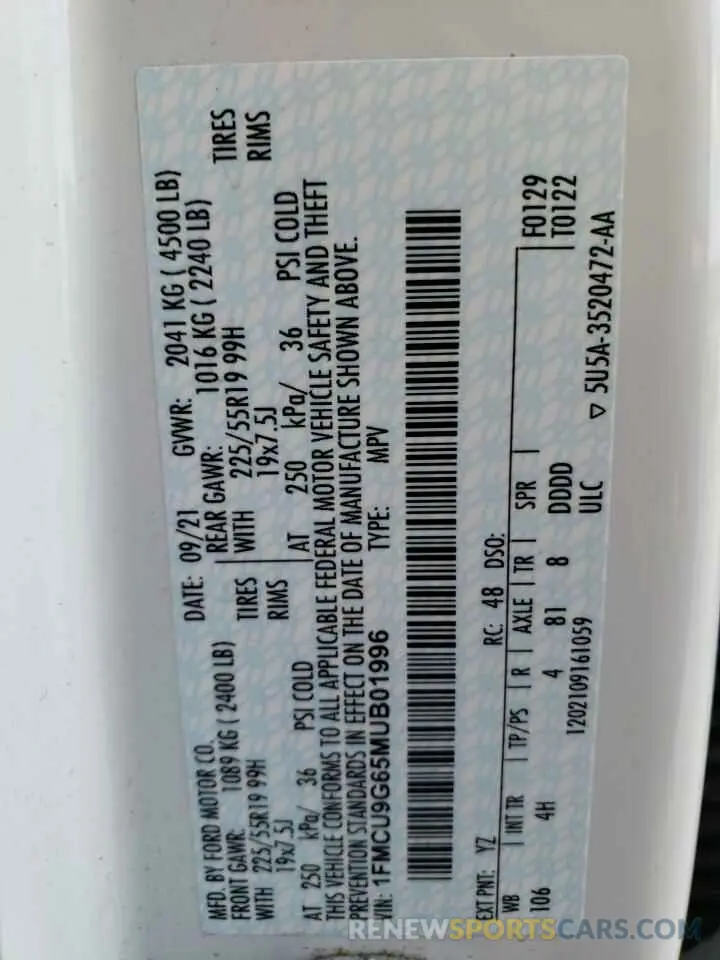 MFD. BY FORD MOTOR CO.
DATE: 09/21 GVWR: 2041 KG ( 4500 LB)
FRONT GAWR: 1089 KG ( 2400 LB)
REAR GAWR: 1016 KG ( 2240 LB)
WITH 225/55R19 99H TIRES
WITH 225/55R19 99H TIRES
19x7.5J RIMS
19x7.5J RIMS
AT 250 kPa/ 36 PSI COLD
AT 250 kPa/ 36 PSI COLD
THIS VEHICLE CONFORMS TO ALL APPLICABLE FEDERAL MOTOR VEHICLE SAFETY AND THEFT
PREVENTION STANDARDS IN EFFECT ON THE DATE OF MANUFACTURE SHOWN ABOVE.
VIN: 1FMCU9G65MUB01996 TYPE: MPV
EXT PNT: YZ RC: 48 DSO:
WB INT TR TP/PS R AXLE TR SPR F0129
106 4H 4 81 8 DDDD T0122
1202109161059 ULC ▽ 5U5A-3520472-AA
RENEWSPORTSCARS.COM